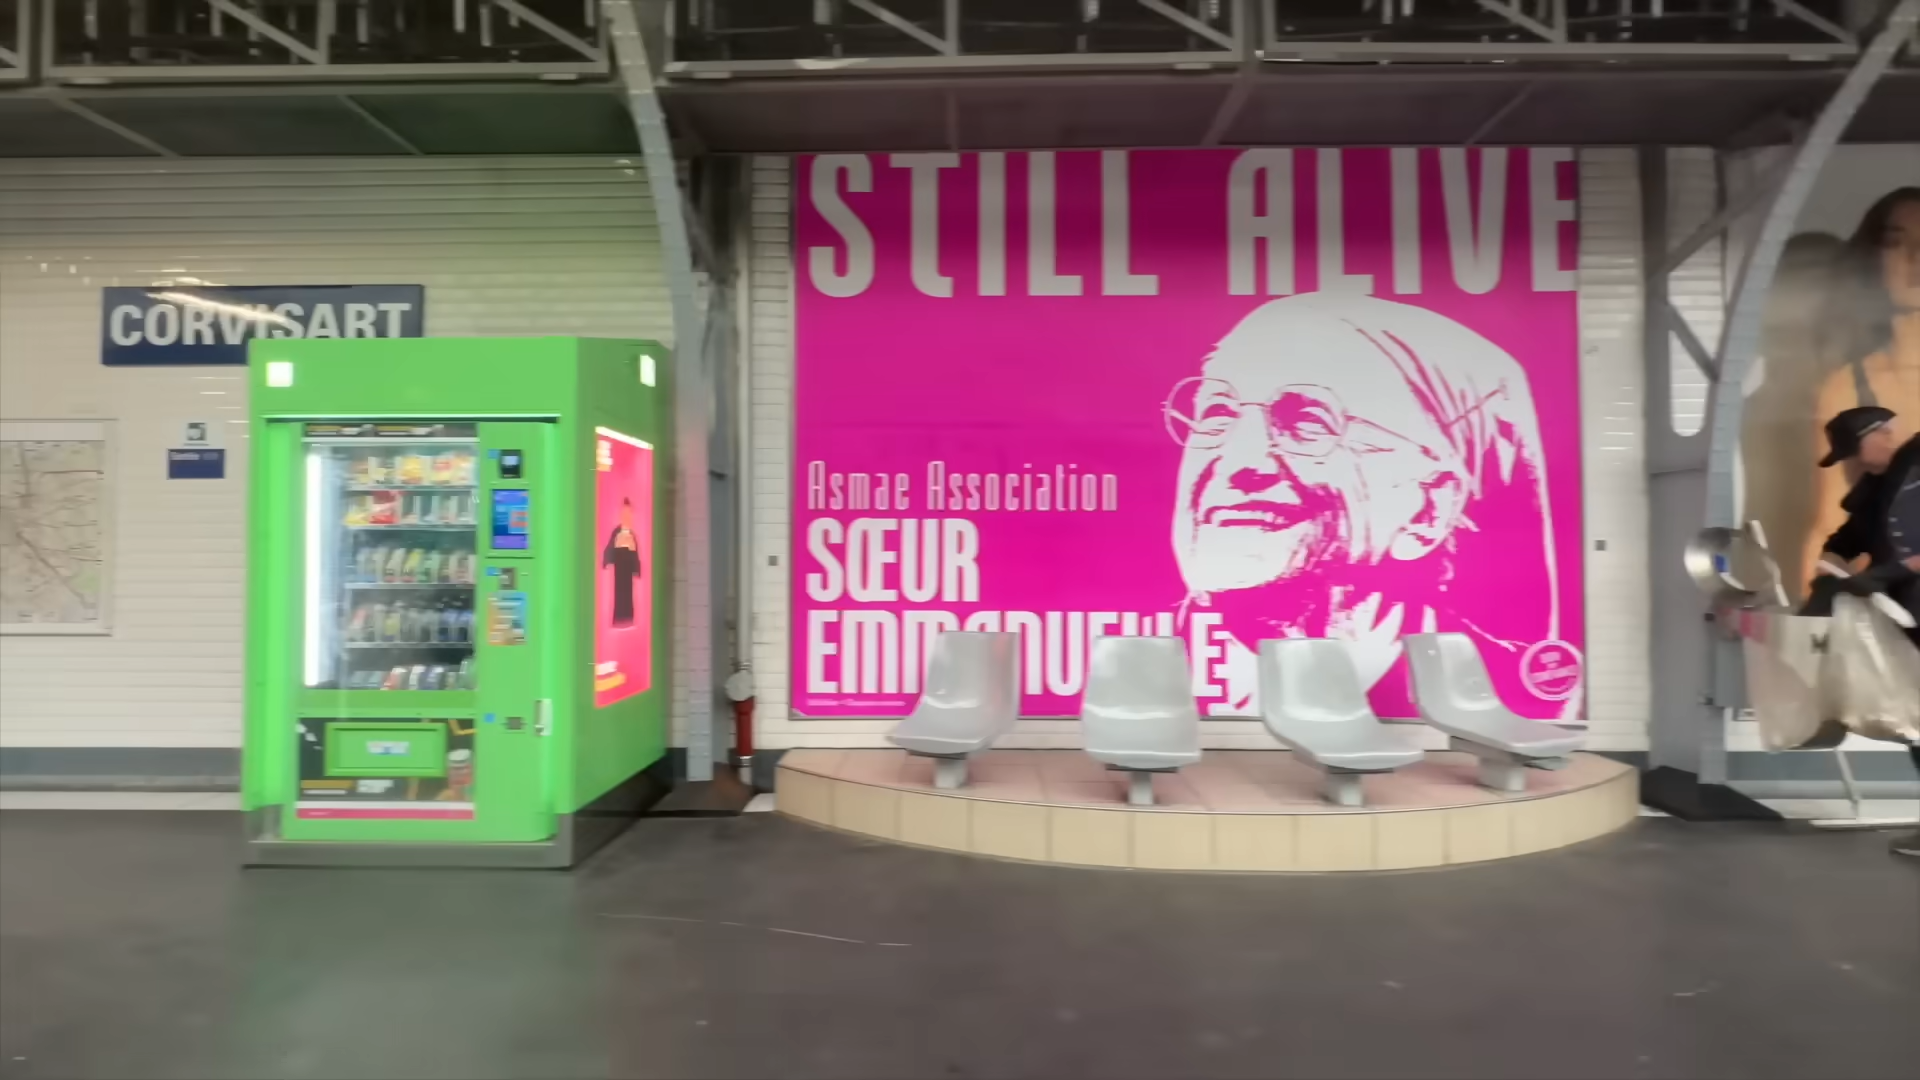 CORVISART
STILL ALIVE
Asmae Association
SŒUR
EMMANUELLE